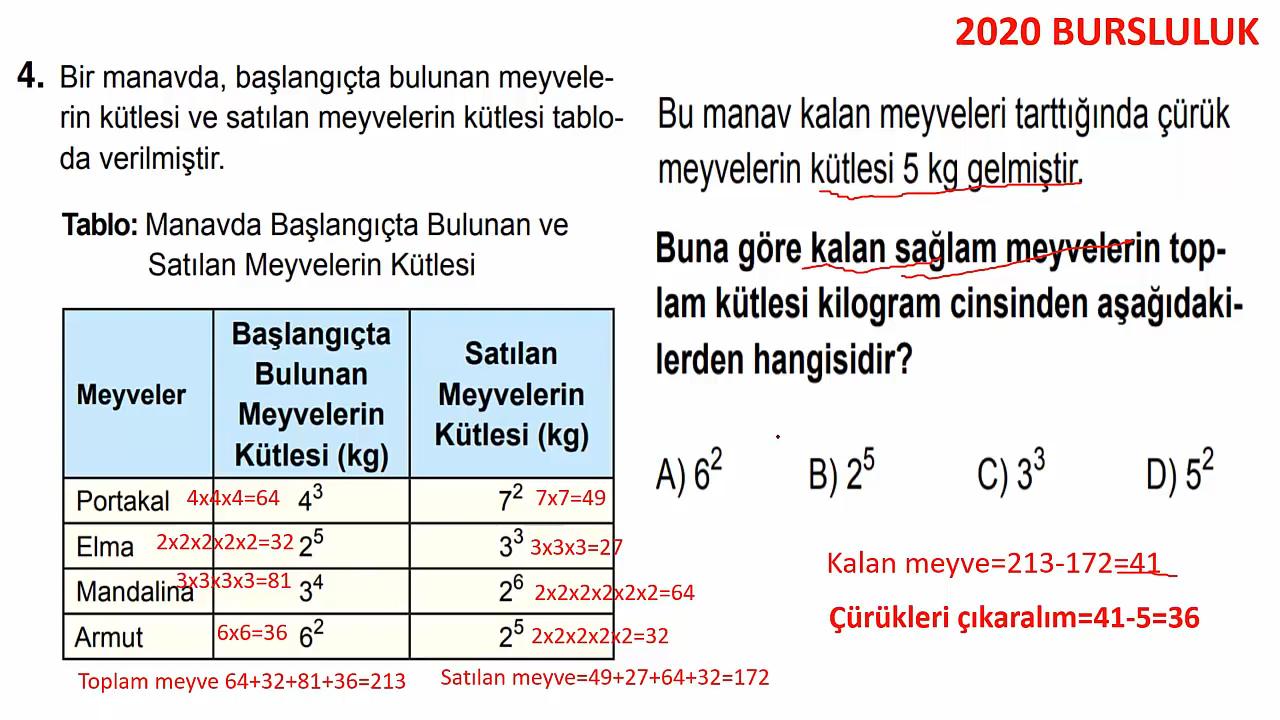 2020 BURSLULUK
4. Bir manavda, başlangıçta bulunan meyvele-
rin kütlesi ve satılan meyvelerin kütlesi tablo-
da verilmiştir.
Tablo: Manavda Başlangıçta Bulunan ve
Satılan Meyvelerin Kütlesi
Meyveler
Başlangıçta
Bulunan
Meyvelerin
Kütlesi (kg)
Satılan
Meyvelerin
Kütlesi (kg)
Portakal 4x4x4=64 4³ 7² 7x7=49
Elma 2x2x2x2x2=32 2⁵ 3³ 3x3x3=27
Mandalina 3x3x3x3=81 3⁴ 2⁶ 2x2x2x2x2x2=64
Armut 6x6=36 6² 2⁵ 2x2x2x2x2=32
Toplam meyve 64+32+81+36=213
Satılan meyve=49+27+64+32=172
Bu manav kalan meyveleri tarttığında çürük
meyvelerin kütlesi 5 kg gelmiştir.
Buna göre kalan sağlam meyvelerin top-
lam kütlesi kilogram cinsinden aşağıdaki-
lerden hangisidir?
A) 6² B) 2⁵ C) 3³ D) 5²
Kalan meyve=213-172=41
Çürükleri çıkaralım=41-5=36